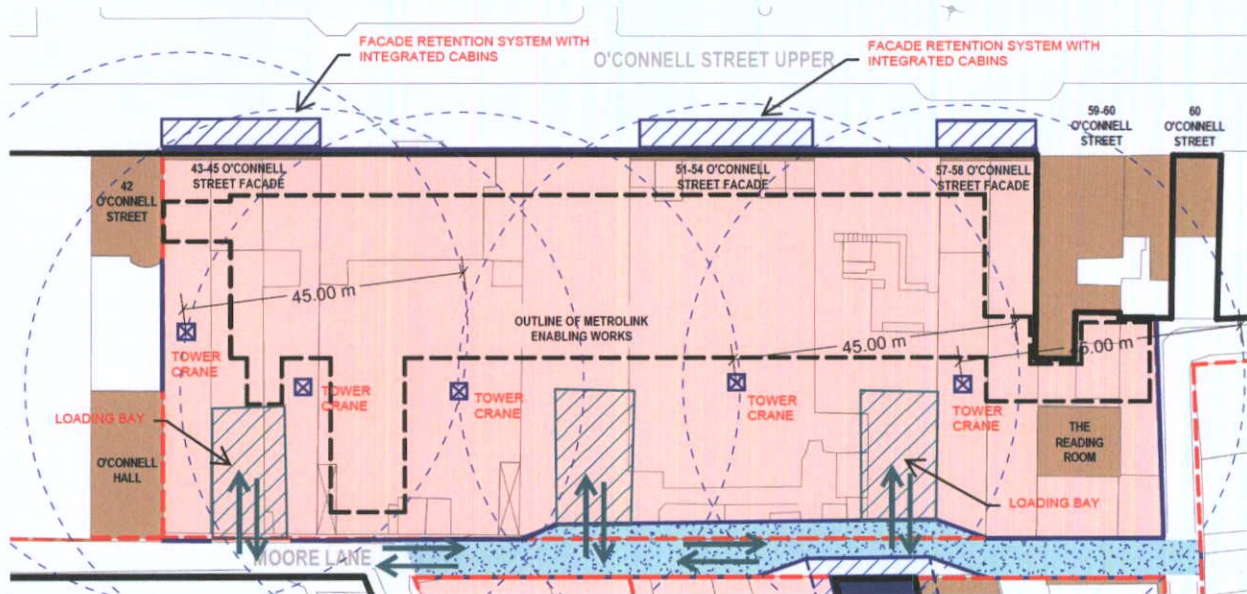 FACADE RETENTION SYSTEM WITH
INTEGRATED CABINS
O'CONNELL STREET UPPER
FACADE RETENTION SYSTEM WITH
INTEGRATED CABINS
59-60
O'CONNELL
STREET
60
O'CONNELL
STREET
42
O'CONNELL
STREET
43-45 O'CONNELL
STREET FACADE
51-54 O'CONNELL
STREET FACADE
57-58 O'CONNELL
STREET FACADE
45.00 m
OUTLINE OF METROLINK
ENABLING WORKS
45.00 m
45.00 m
TOWER
CRANE
TOWER
CRANE
TOWER
CRANE
TOWER
CRANE
TOWER
CRANE
LOADING BAY
O'CONNELL
HALL
THE
READING
ROOM
LOADING BAY
MOORE LANE